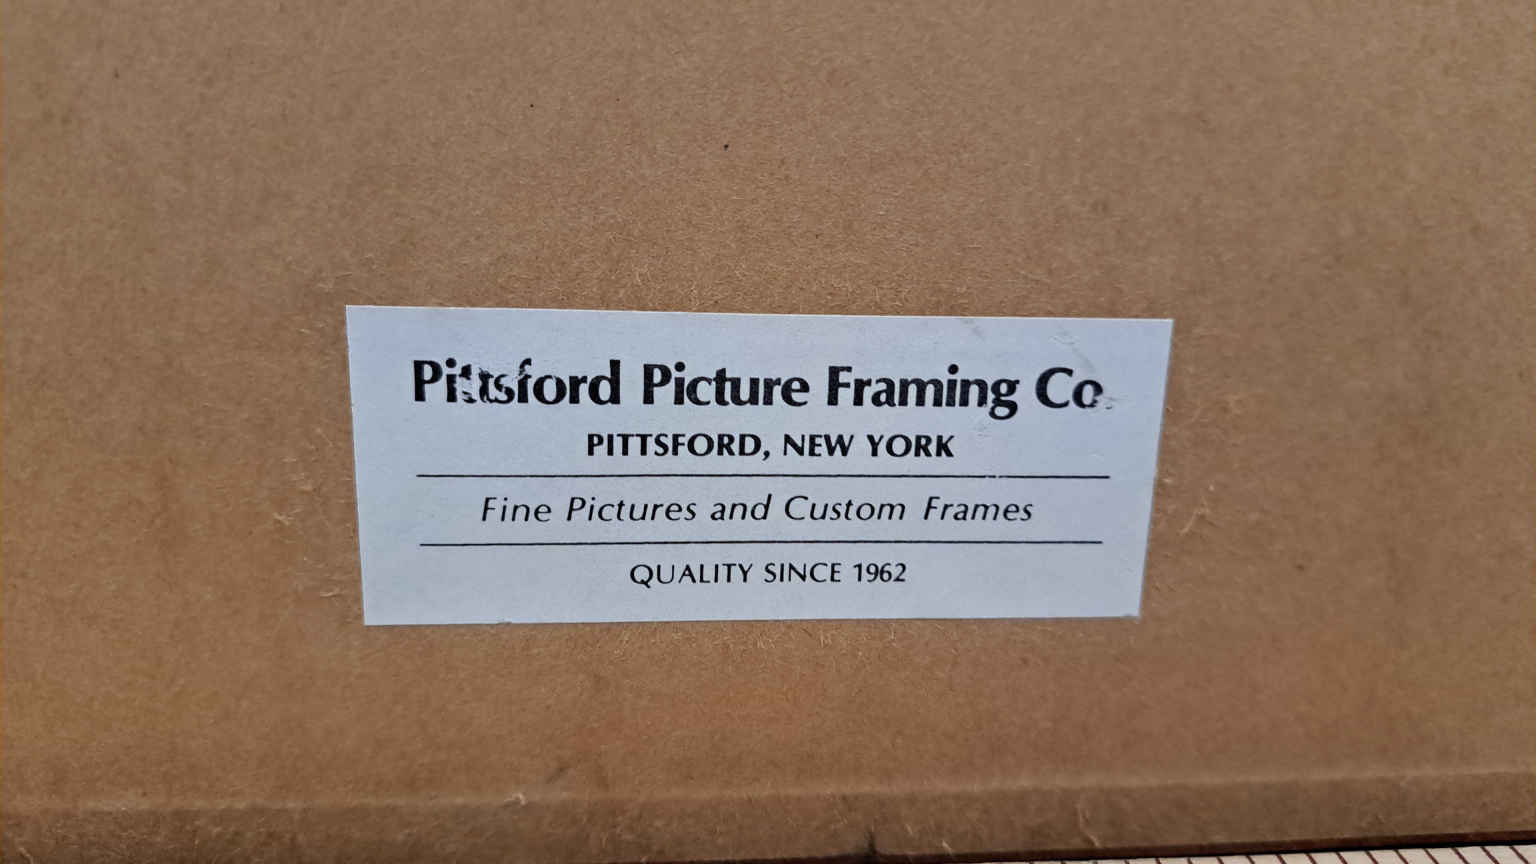 Pittsford Picture Framing Co.
PITTSFORD, NEW YORK
Fine Pictures and Custom Frames
QUALITY SINCE 1962